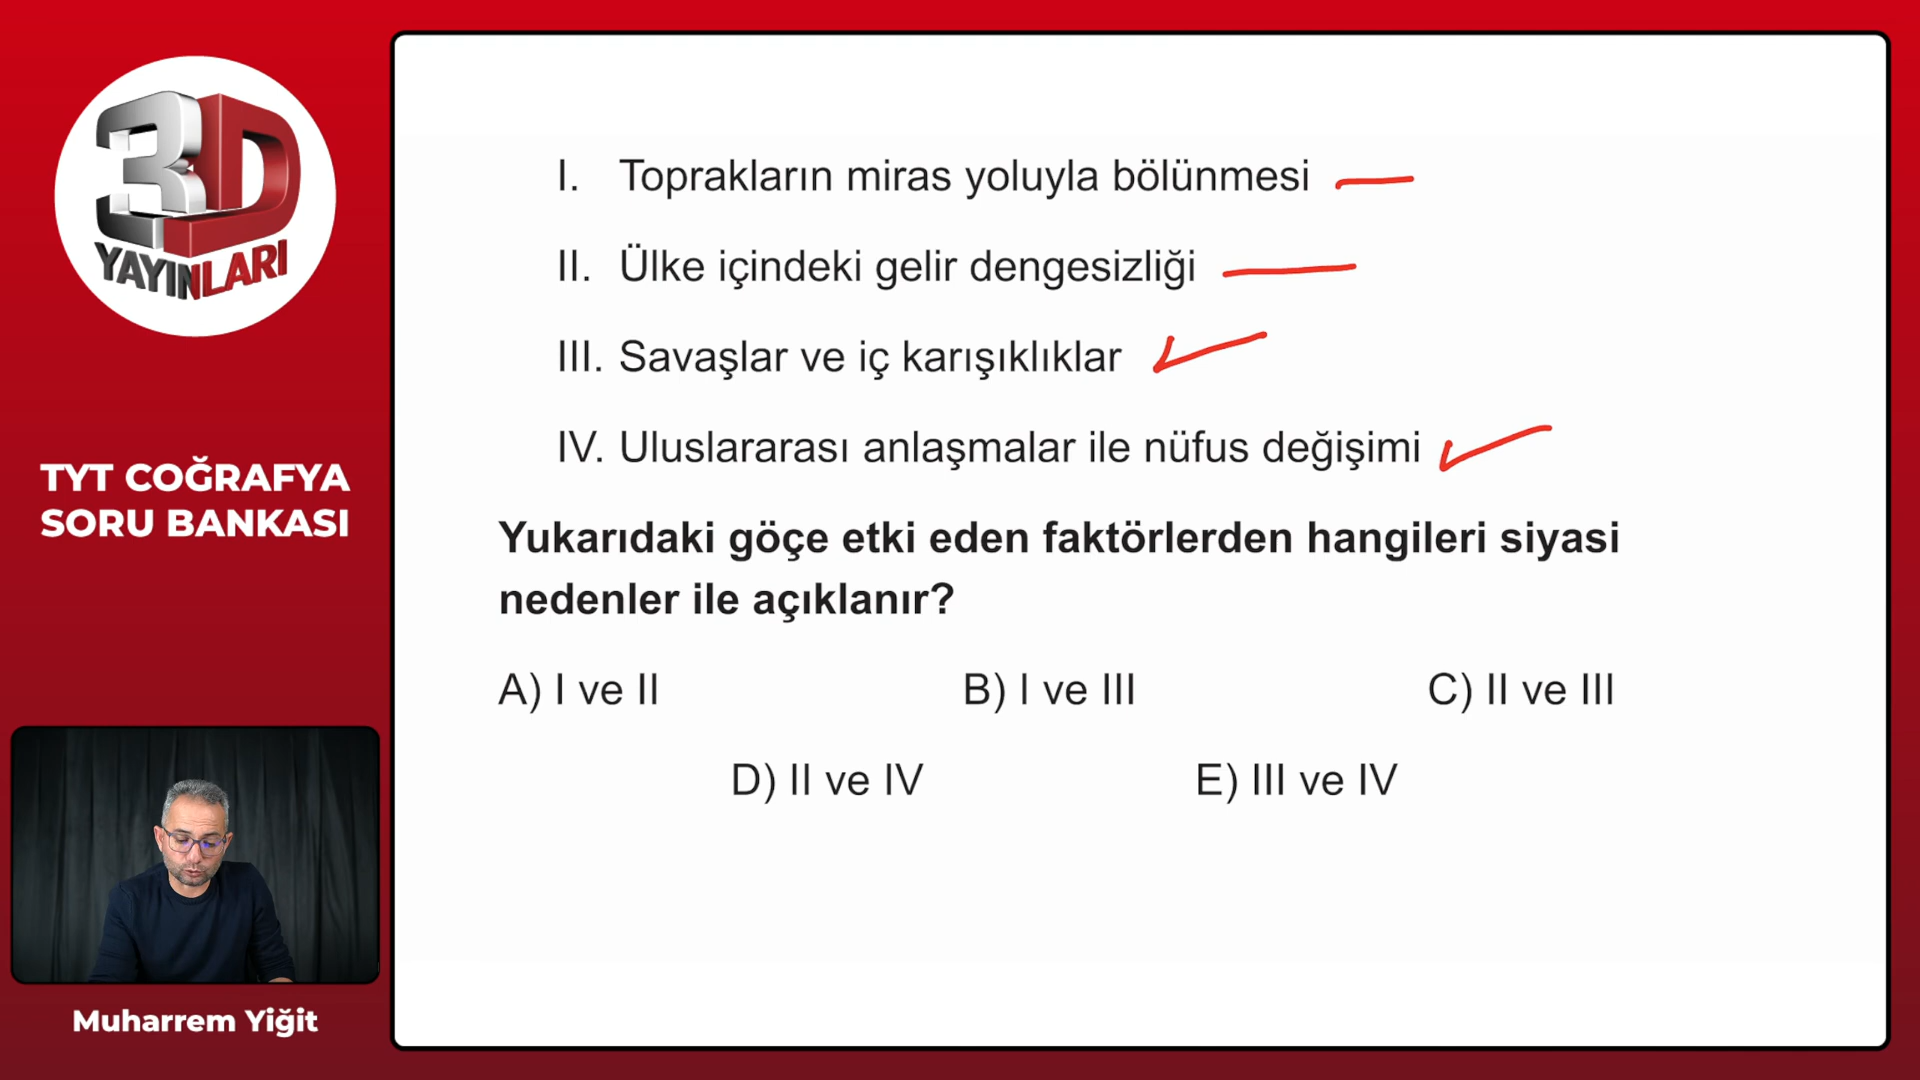 3D
YAYINLARI
TYT COĞRAFYA
SORU BANKASI
Muharrem Yiğit
I. Toprakların miras yoluyla bölünmesi
II. Ülke içindeki gelir dengesizliği
III. Savaşlar ve iç karışıklıklar
IV. Uluslararası anlaşmalar ile nüfus değişimi
Yukarıdaki göçe etki eden faktörlerden hangileri siyasi
nedenler ile açıklanır?
A) I ve II B) I ve III C) II ve III
D) II ve IV E) III ve IV